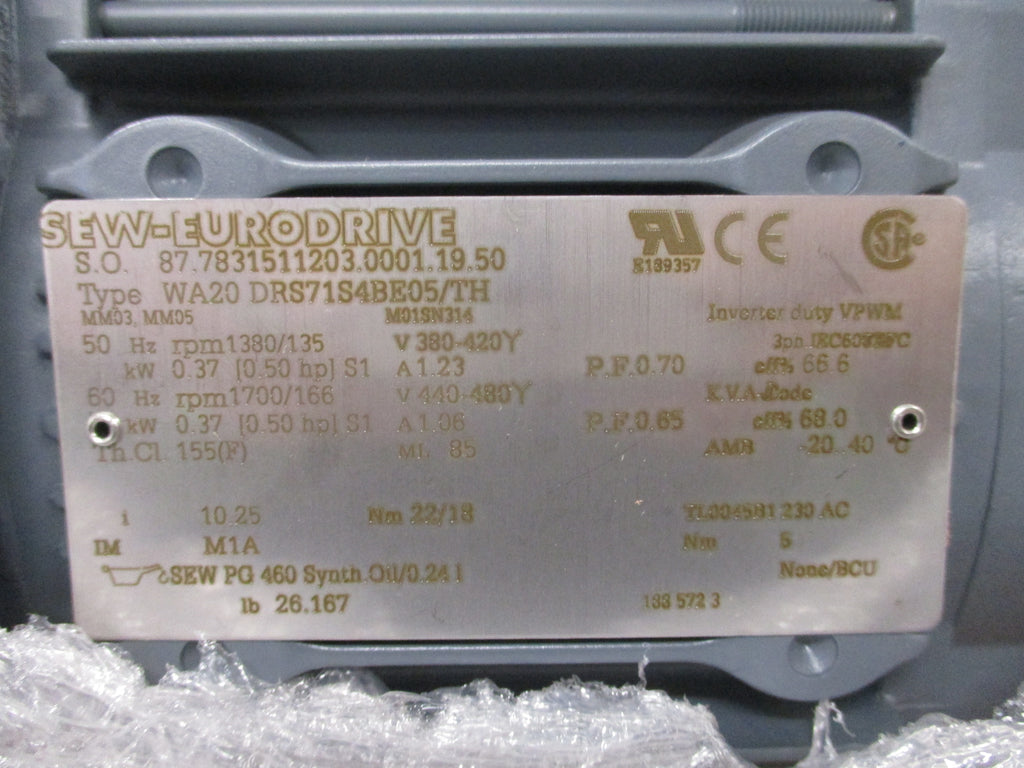 SEW-EURODRIVE
S.O. 87.7831511203.0001.19.50
E189357
Type WA20 DRS71S4BE05/TH
MM03, MM05 M01SN314 Inverter duty VPWM
50 Hz rpm1380/135 V 380-420Y 3ph
kW 0.37 [0.50 hp] S1 A 1.23 P.F.0.70 eff% 66.6
60 Hz rpm1700/166 V 440-480Y K.V.A-Code
kW 0.37 [0.50 hp] S1 A 1.06 P.F.0.65 eff% 68.0
Th.Cl. 155(F) ML 85 AMB -20..40 °C
i 10.25 Nm 22/18 230 AC
IM M1A Nm 5
SEW PG 460 Synth.Oil/0.24 l None/BCU
lb 26.167 188 572 3